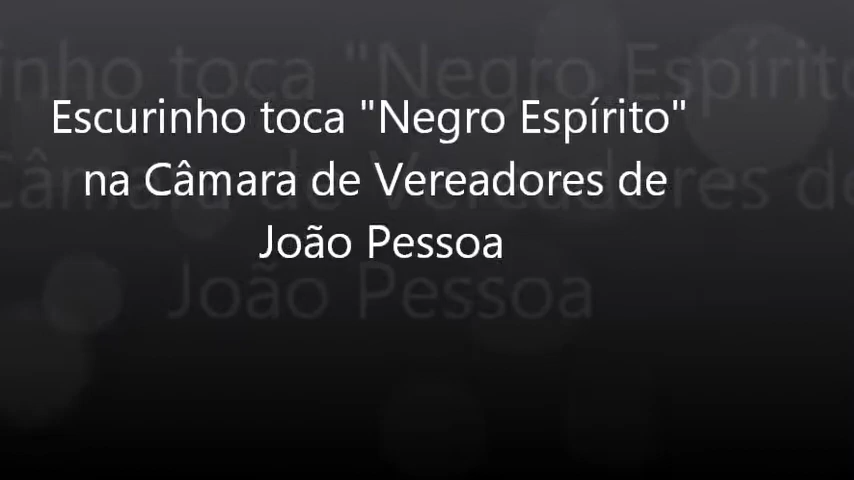 Escurinho toca "Negro Espírito"
na Câmara de Vereadores de
João Pessoa